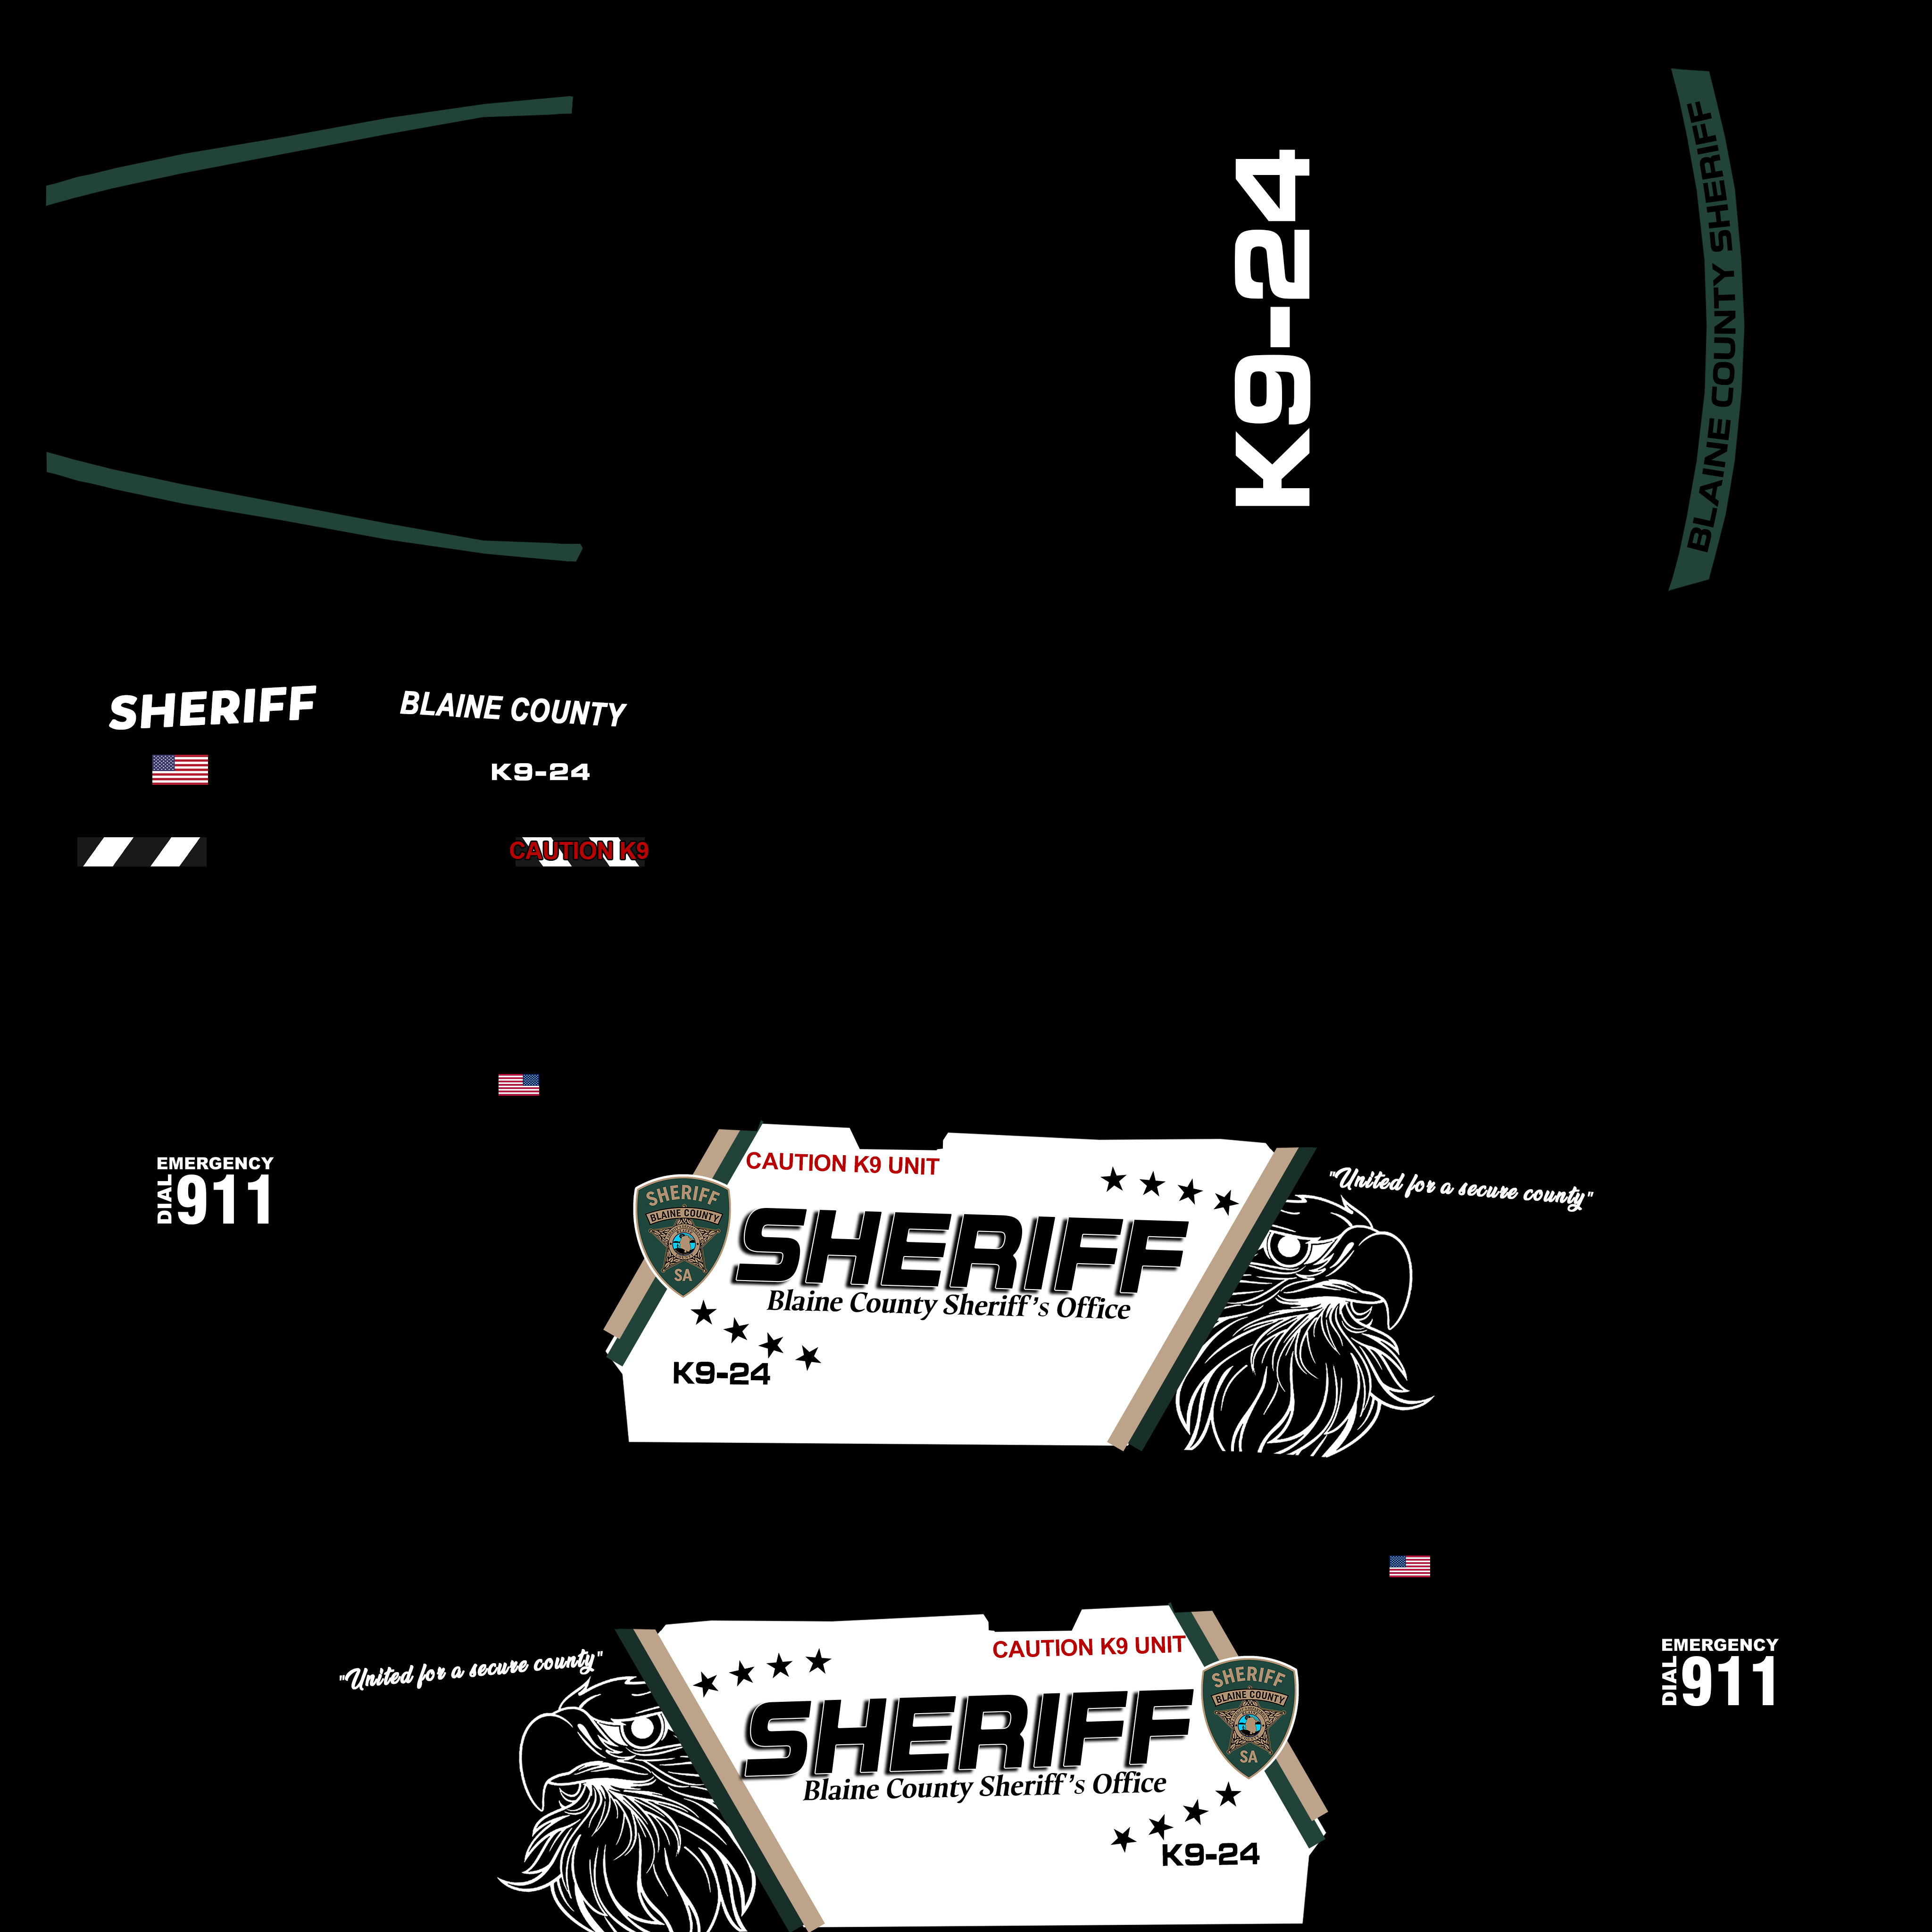 K9-24
BLAINE COUNTY SHERIFF
SHERIFF
BLAINE COUNTY
K9-24
CAUTION K9
EMERGENCY
DIAL
911
CAUTION K9 UNIT
"United for a secure county"
SHERIFF
BLAINE COUNTY
SA
SHERIFF
Blaine County Sheriff's Office
K9-24
"United for a secure county"
CAUTION K9 UNIT
SHERIFF
Blaine County Sheriff's Office
SHERIFF
BLAINE COUNTY
SA
K9-24
EMERGENCY
DIAL
911